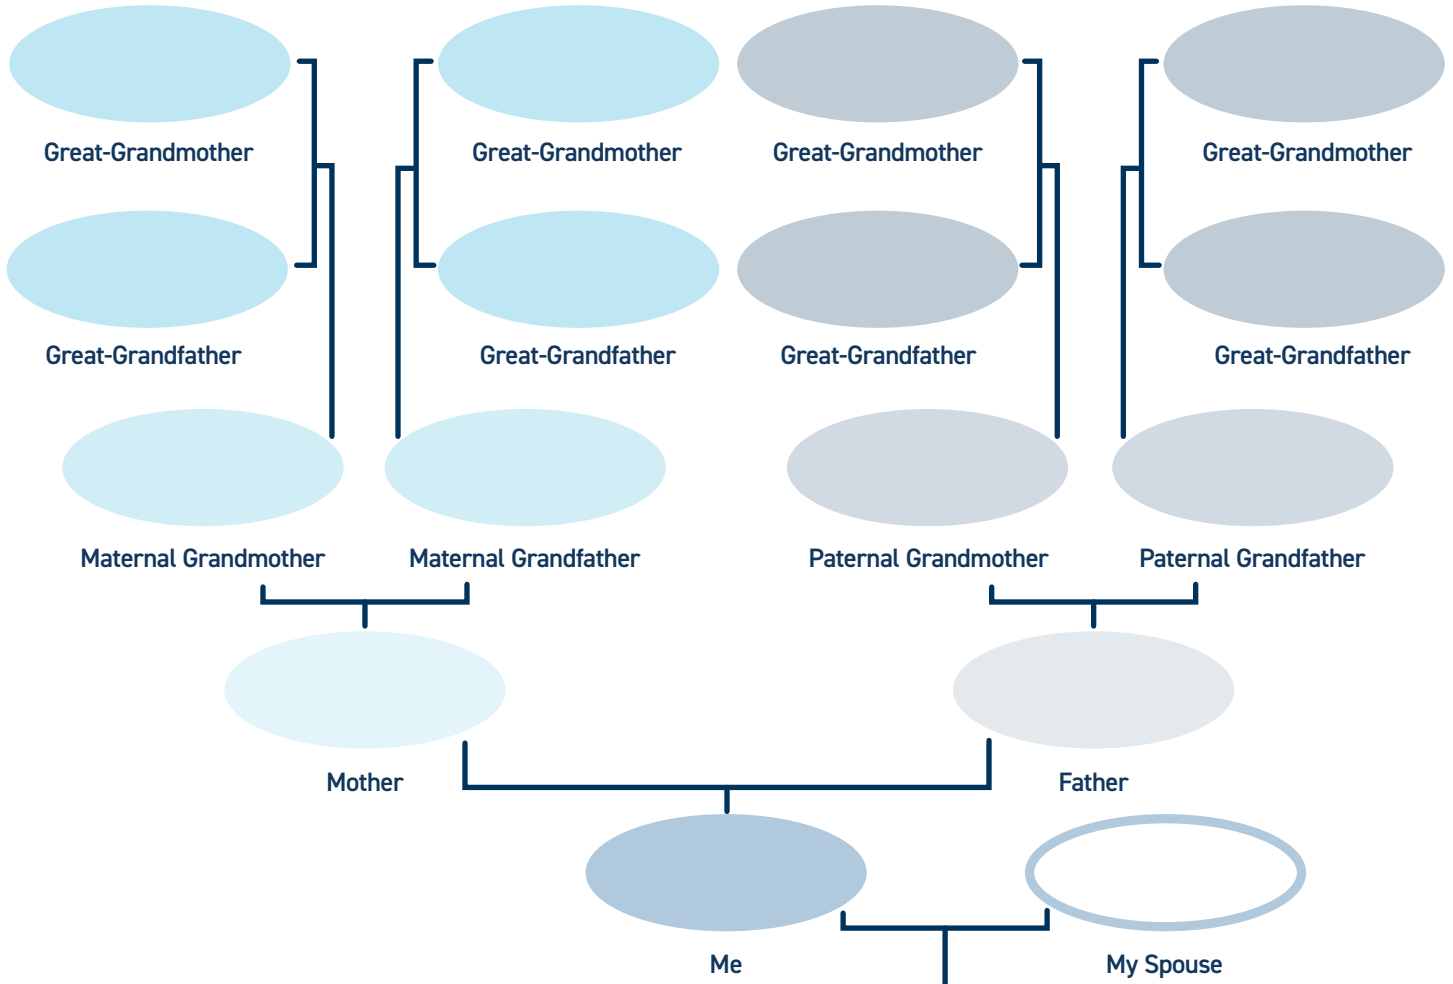 Great-Grandmother Great-Grandmother Great-Grandmother Great-Grandmother
Great-Grandfather Great-Grandfather Great-Grandfather Great-Grandfather
Maternal Grandmother Maternal Grandfather Paternal Grandmother Paternal Grandfather
Mother Father
Me My Spouse